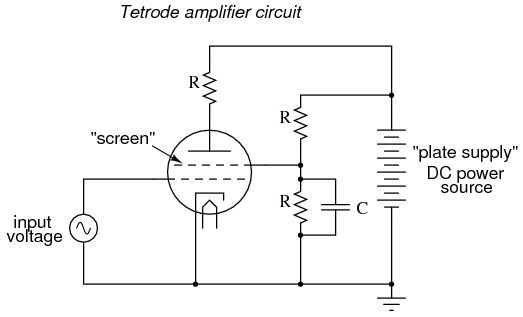 Tetrode amplifier circuit
R
R
"screen"
"plate supply"
DC power
source
R
C
input
voltage